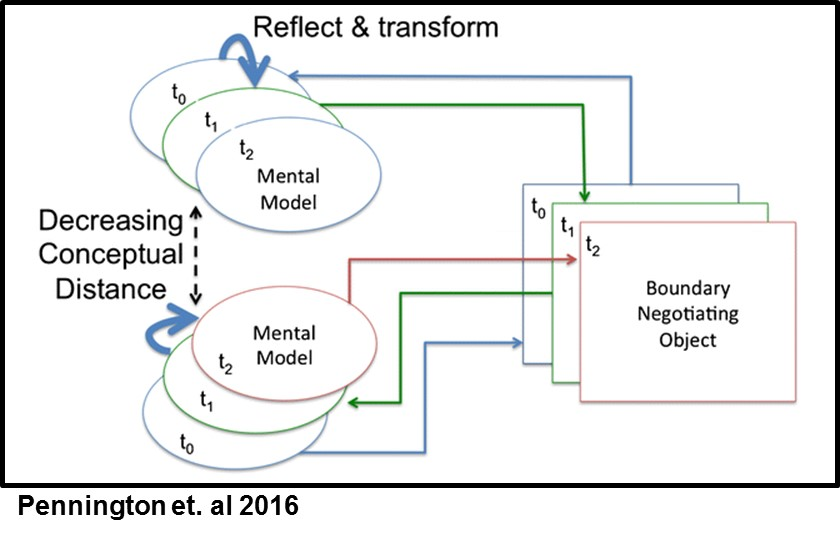 Reflect & transform
t0
t1
t2
Mental
Model
Decreasing
Conceptual
Distance
t0
t1
t2
Boundary
Negotiating
Object
Mental
Model
t2
t1
t0
Pennington et. al 2016